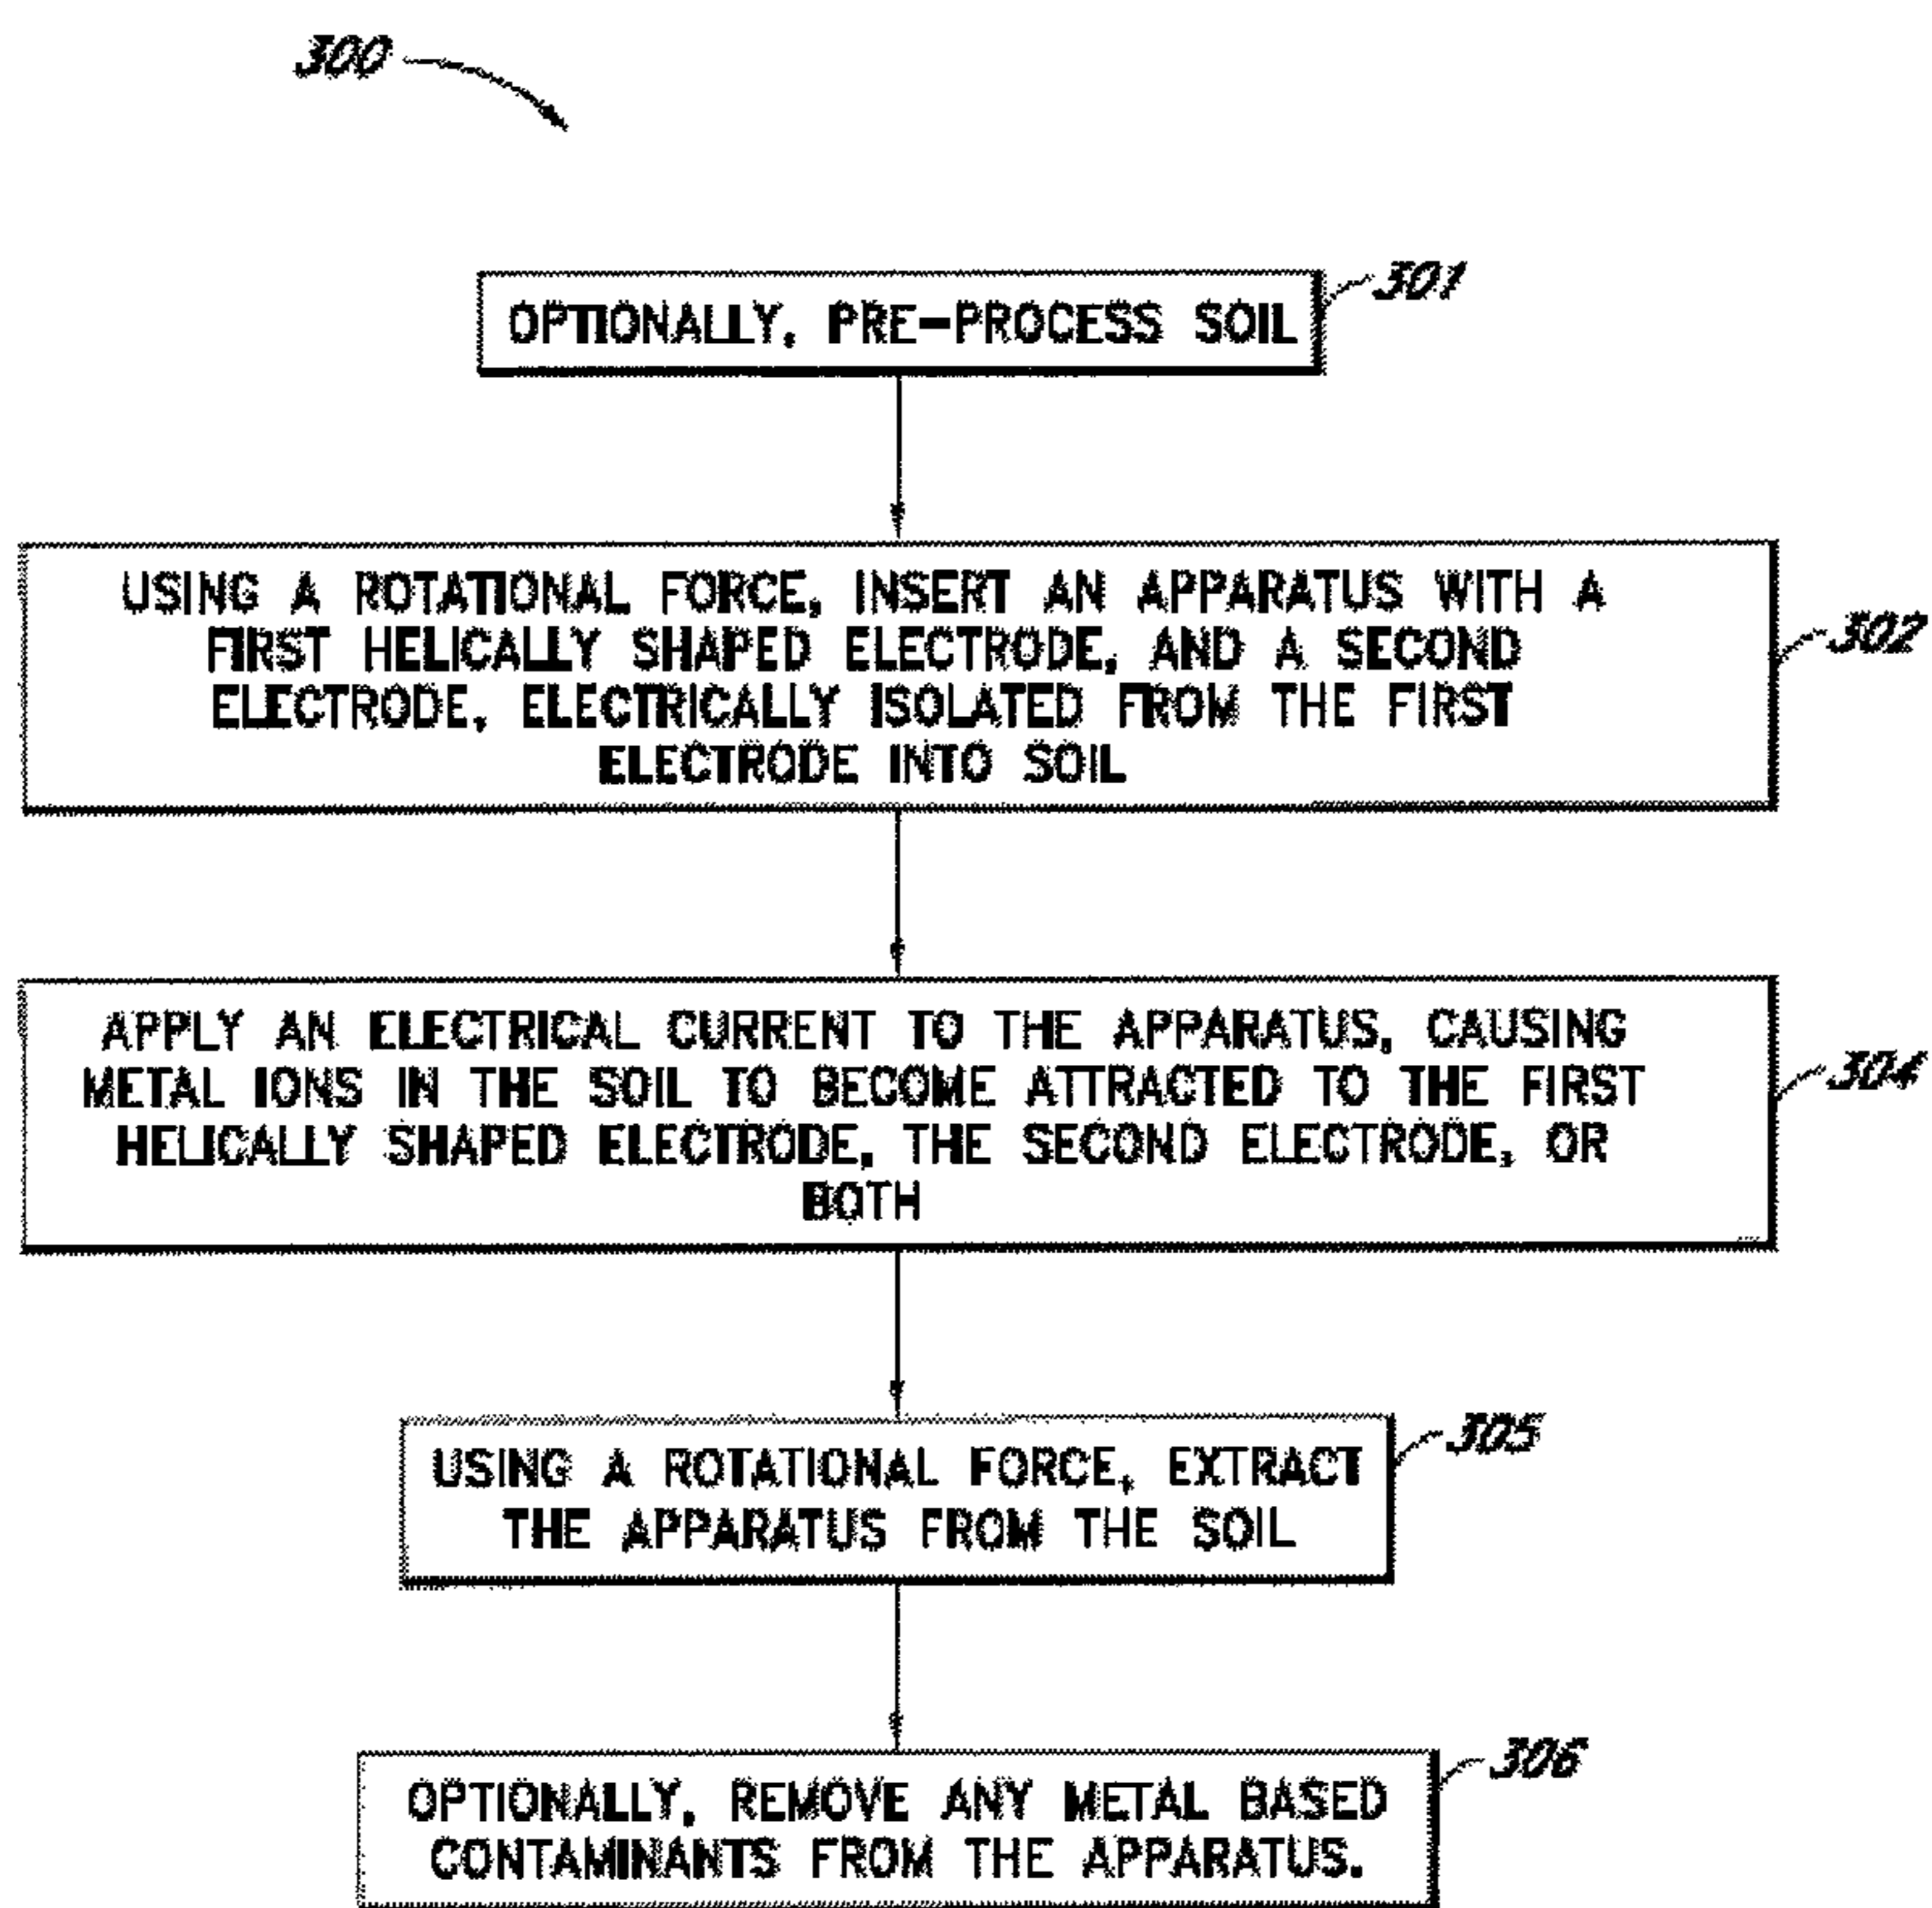 300
301
OPTIONALLY, PRE-PROCESS SOIL
USING A ROTATIONAL FORCE, INSERT AN APPARATUS WITH A
FIRST HELICALLY SHAPED ELECTRODE, AND A SECOND
302
ELECTRODE, ELECTRICALLY ISOLATED FROM THE FIRST
ELECTRODE INTO SOIL
APPLY AN ELECTRICAL CURRENT TO THE APPARATUS, CAUSING
METAL IONS IN THE SOIL TO BECOME ATTRACTED TO THE FIRST
304
HELICALLY SHAPED ELECTRODE, THE SECOND ELECTRODE, OR
BOTH
305
USING A ROTATIONAL FORCE, EXTRACT
THE APPARATUS FROM THE SOIL
306
OPTIONALLY, REMOVE ANY METAL BASED
CONTAMINANTS FROM THE APPARATUS.